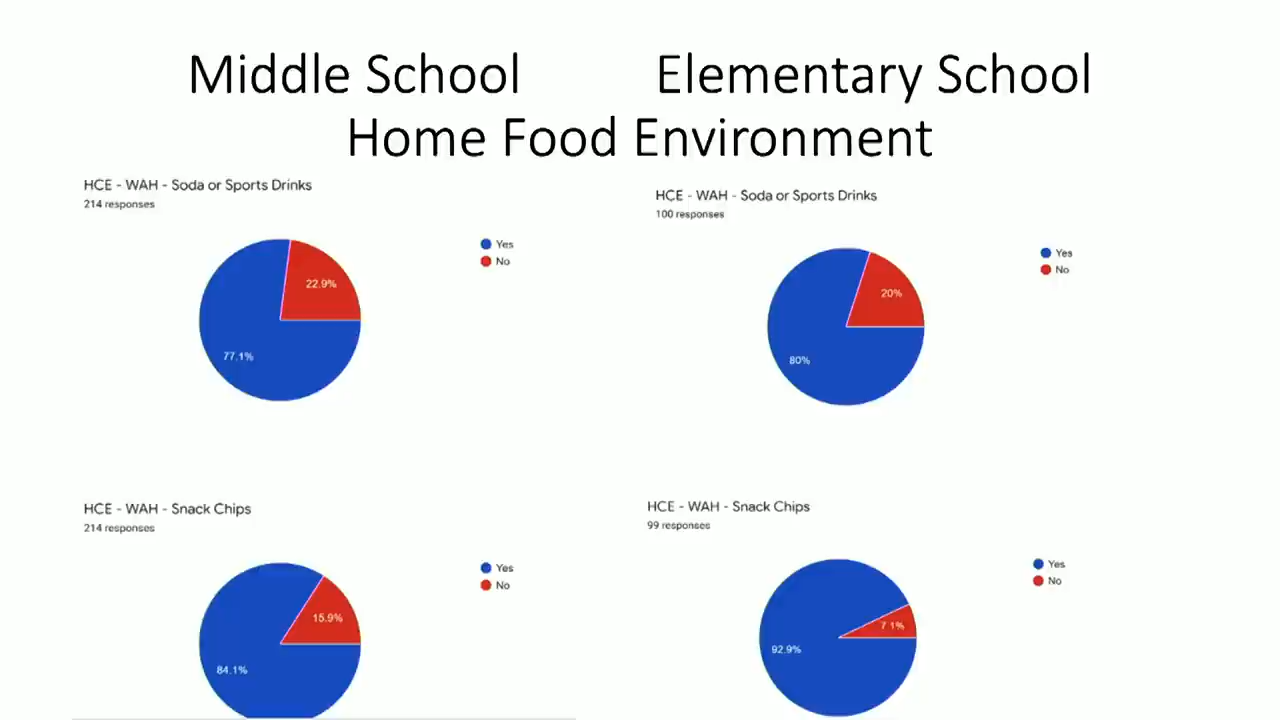 Middle School Elementary School
Home Food Environment
HCE - WAH - Soda or Sports Drinks
214 responses
Yes
No
22.9%
77.1%
HCE - WAH - Soda or Sports Drinks
100 responses
Yes
No
20%
80%
HCE - WAH - Snack Chips
214 responses
Yes
No
15.9%
84.1%
HCE - WAH - Snack Chips
99 responses
Yes
No
7.1%
92.9%